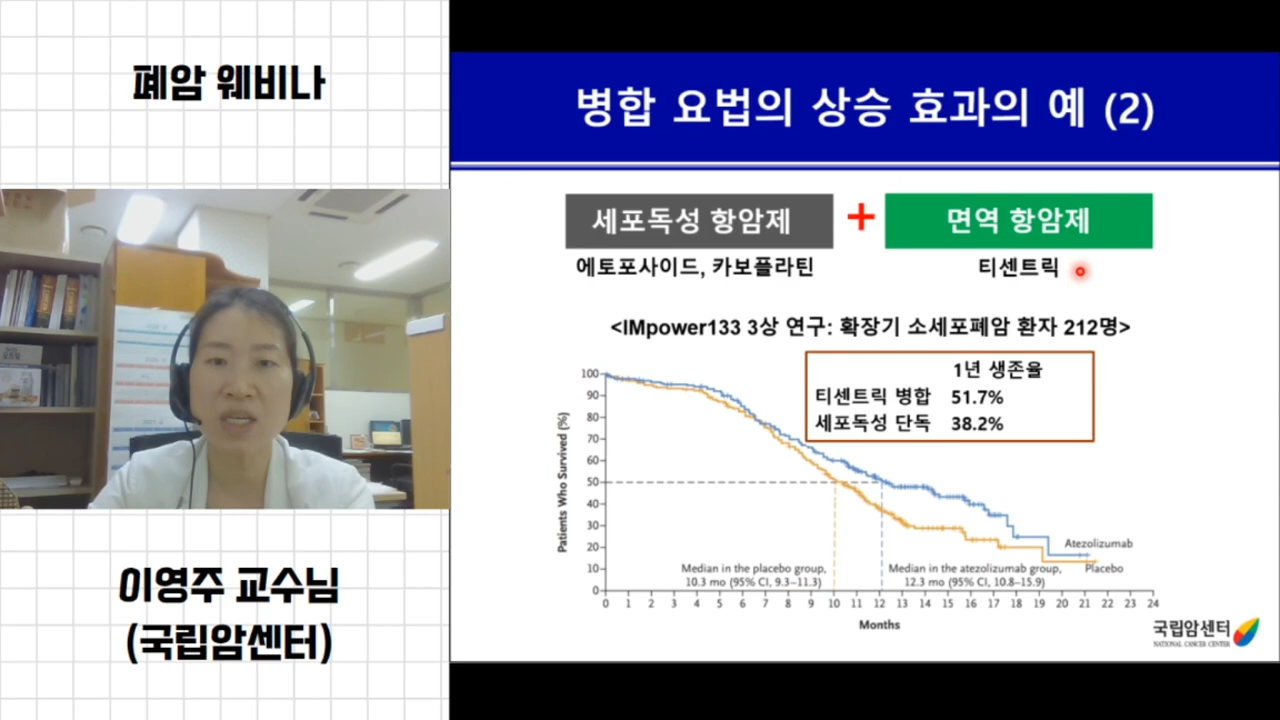 폐암 웨비나
이영주 교수님
(국립암센터)
병합 요법의 상승 효과의 예 (2)
세포독성 항암제 + 면역 항암제
에토포사이드, 카보플라틴
티센트릭
<IMpower133 3상 연구: 확장기 소세포폐암 환자 212명>
1년 생존율
티센트릭 병합 51.7%
세포독성 단독 38.2%
Patients Who Survived (%)
100
90
80
70
60
50
40
30
20
10
0
Atezolizumab
Placebo
Median in the placebo group,
10.3 mo (95% CI, 9.3–11.3)
Median in the atezolizumab group,
12.3 mo (95% CI, 10.8–15.9)
0 1 2 3 4 5 6 7 8 9 10 11 12 13 14 15 16 17 18 19 20 21 22 23 24
Months
국립암센터
NATIONAL CANCER CENTER